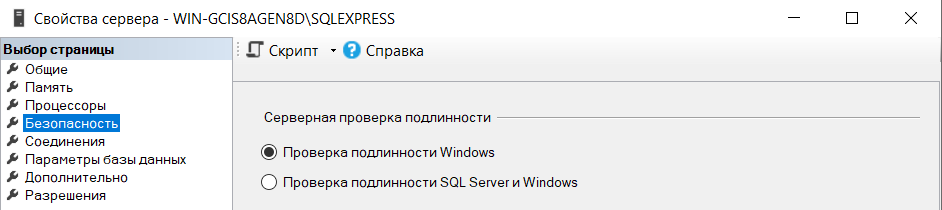 Свойства сервера - WIN-GCIS8AGEN8D\SQLEXPRESS
Выбор страницы
Общие
Память
Процессоры
Безопасность
Соединения
Параметры базы данных
Дополнительно
Разрешения
Скрипт
Справка
Серверная проверка подлинности
Проверка подлинности Windows
Проверка подлинности SQL Server и Windows